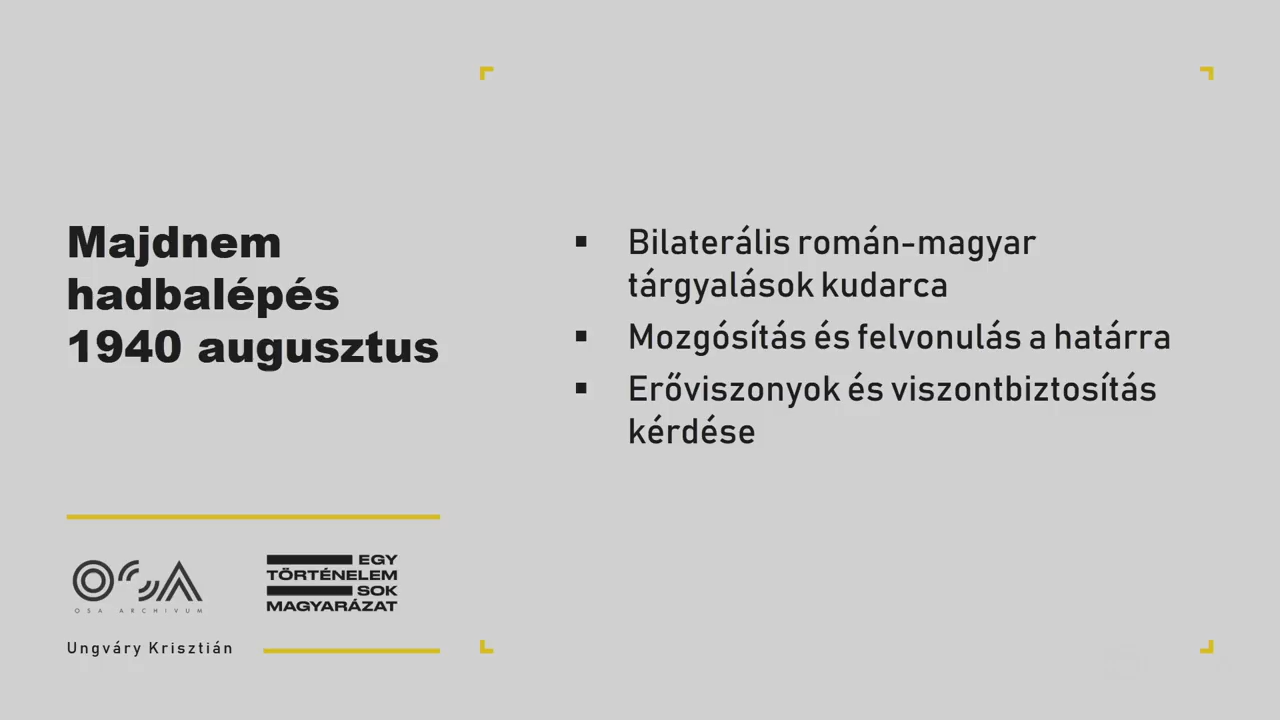 Majdnem
hadbalépés
1940 augusztus
Bilaterális román-magyar
tárgyalások kudarca
Mozgósítás és felvonulás a határra
Erőviszonyok és viszontbiztosítás
kérdése
OSA
OSA ARCHIVUM
EGY
TÖRTÉNELEM
SOK
MAGYARÁZAT
Ungváry Krisztián